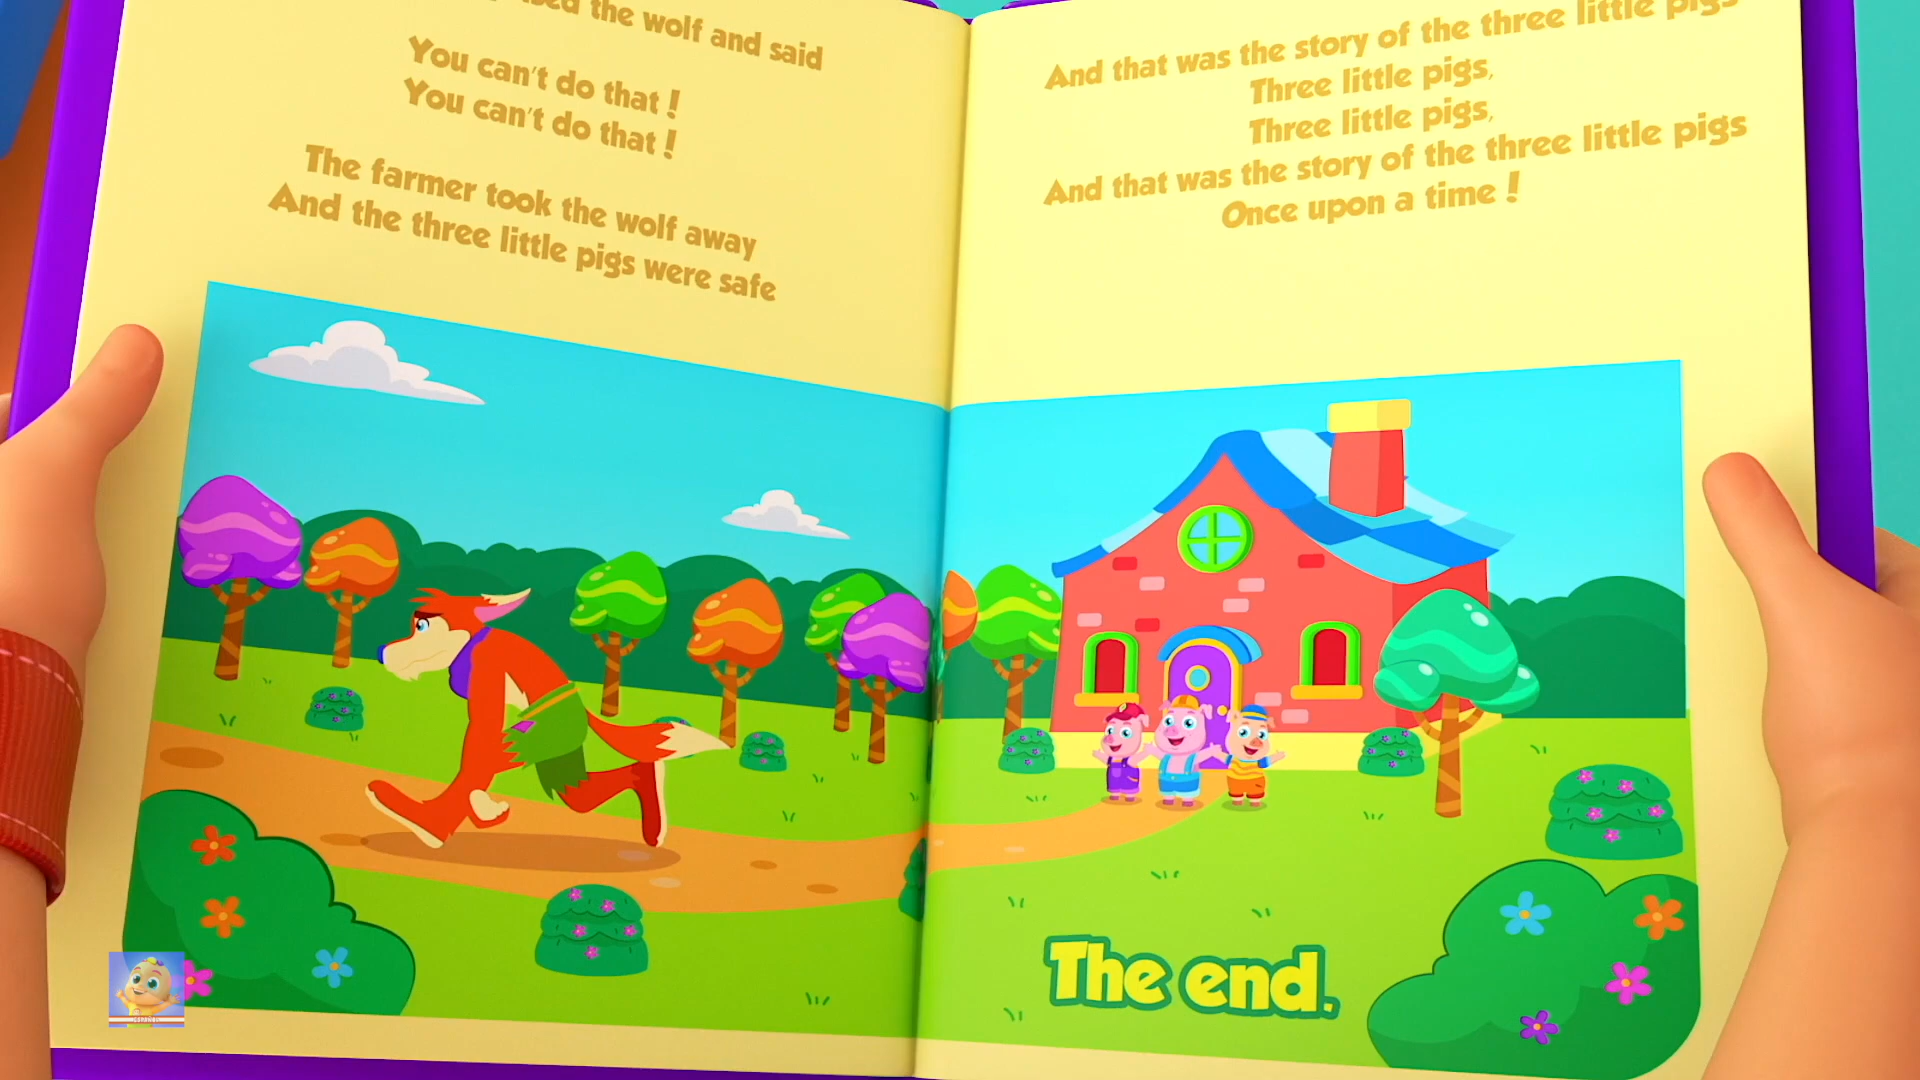 the wolf and said
You can't do that!
You can't do that!
The farmer took the wolf away
And the three little pigs were safe
And that was the story of the three little pigs
Three little pigs,
Three little pigs,
And that was the story of the three little pigs
Once upon a time!
The end.